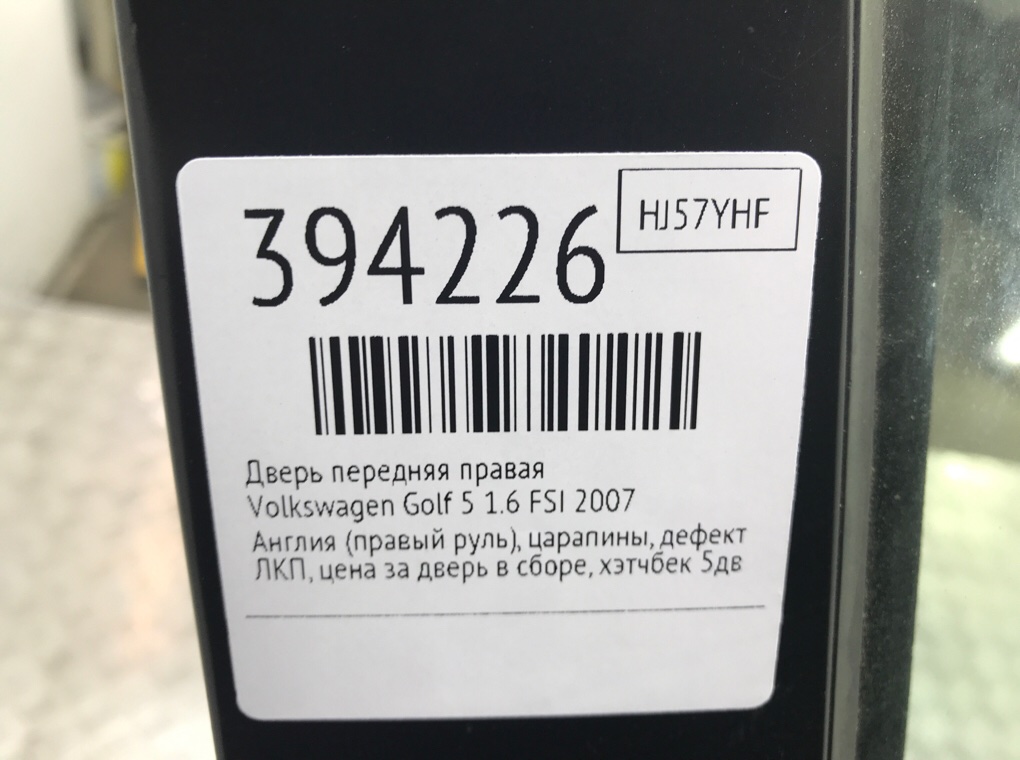 394226
HJ57YHF
Дверь передняя правая
Volkswagen Golf 5 1.6 FSI 2007
Англия (правый руль), царапины, дефект
ЛКП, цена за дверь в сборе, хэтчбек 5дв